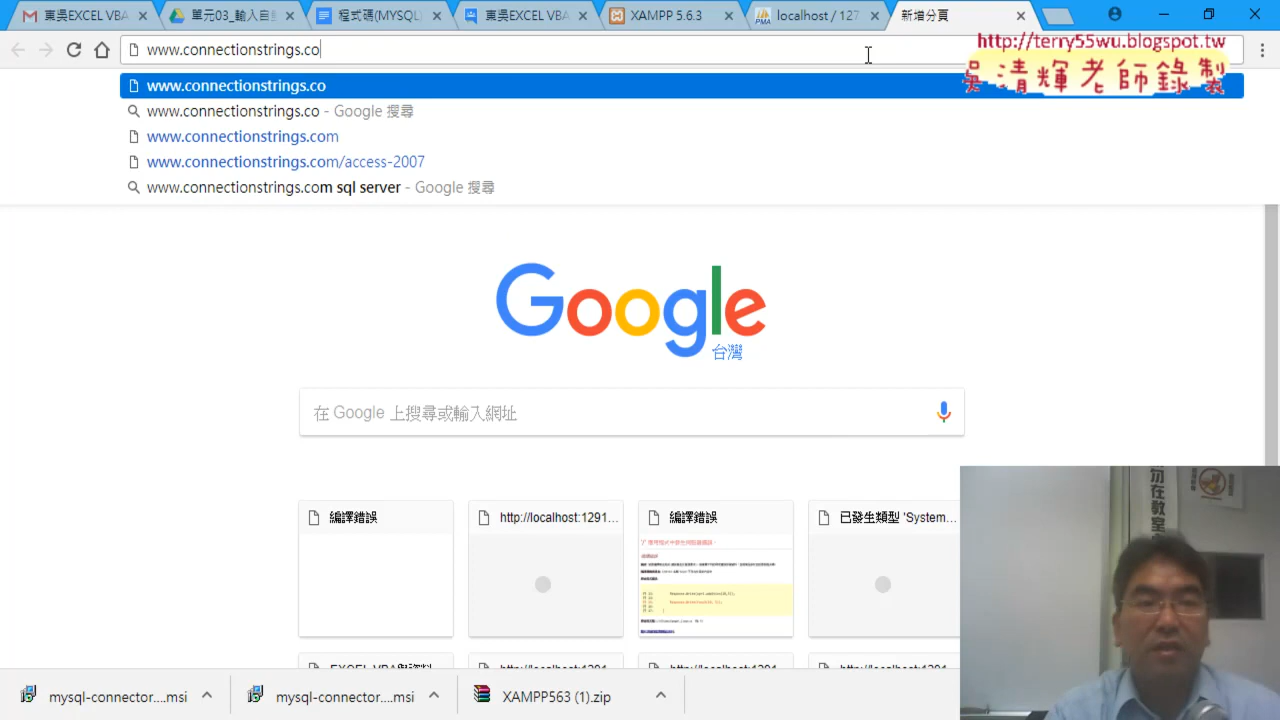 東吳EXCEL VBA
單元03_輸入自
程式碼(MYSQL
東吳EXCEL VBA
XAMPP 5.6.3
localhost / 127
新增分頁
www.connectionstrings.co
http://terry55wu.blogspot.tw
吳清輝老師錄製
www.connectionstrings.co
www.connectionstrings.co - Google 搜尋
www.connectionstrings.com
www.connectionstrings.com/access-2007
www.connectionstrings.com sql server - Google 搜尋
Google
台灣
在 Google 上搜尋或輸入網址
編譯錯誤
http://localhost:1291...
編譯錯誤
已發生類型 'System...
勿在教室
mysql-connector....msi
mysql-connector....msi
XAMPP563 (1).zip